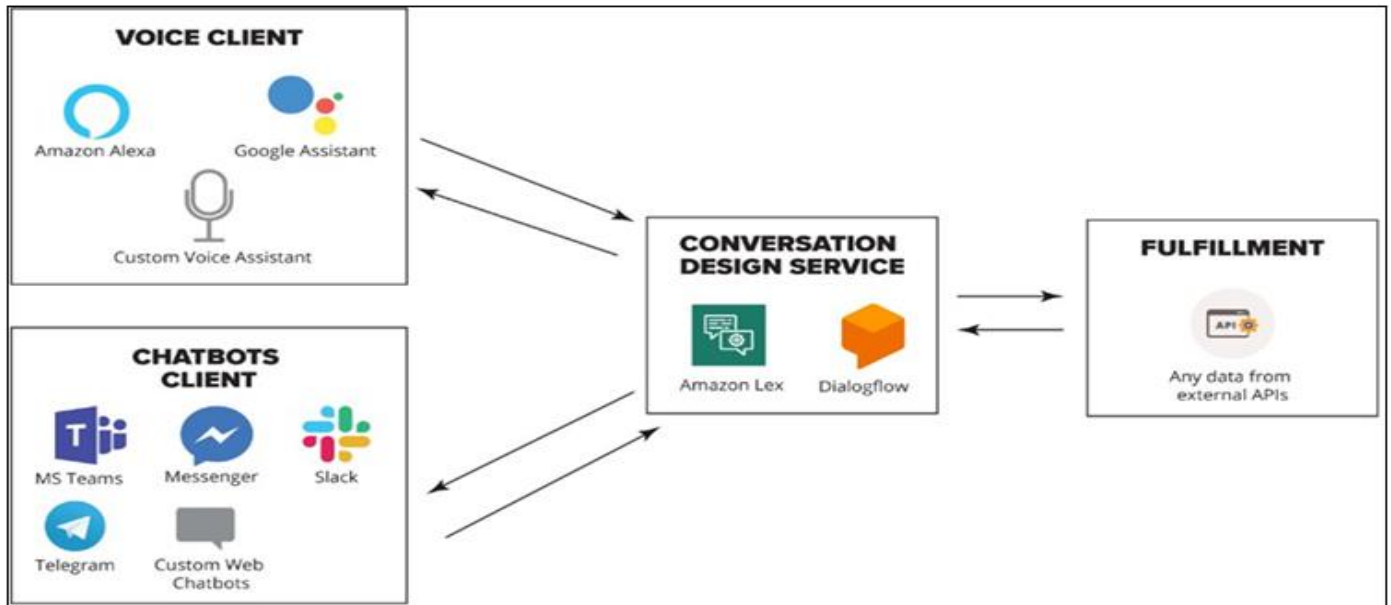 VOICE CLIENT
Amazon Alexa
Google Assistant
Custom Voice Assistant
CHATBOTS
CLIENT
T
MS Teams
Messenger
Slack
Telegram
Custom Web
Chatbots
CONVERSATION
DESIGN SERVICE
Amazon Lex
Dialogflow
FULFILLMENT
API
Any data from
external APIs